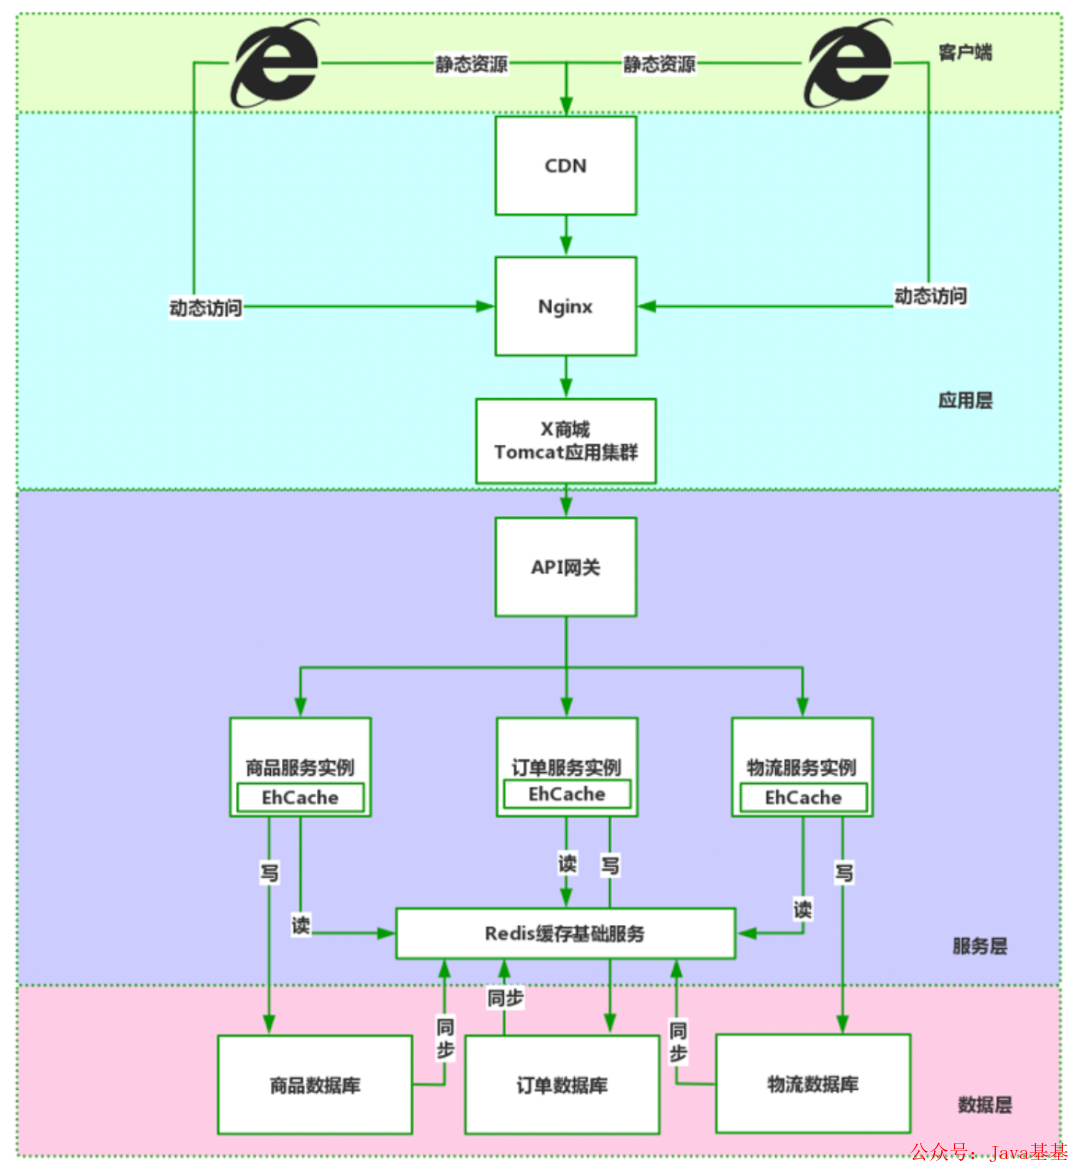 静态资源
静态资源
客户端
CDN
动态访问
Nginx
动态访问
应用层
X商城
Tomcat应用集群
API网关
商品服务实例
EhCache
订单服务实例
EhCache
物流服务实例
EhCache
写
读
读
写
读
写
Redis缓存基础服务
服务层
同步
同步
同步
商品数据库
订单数据库
物流数据库
数据层
公众号：Java基基